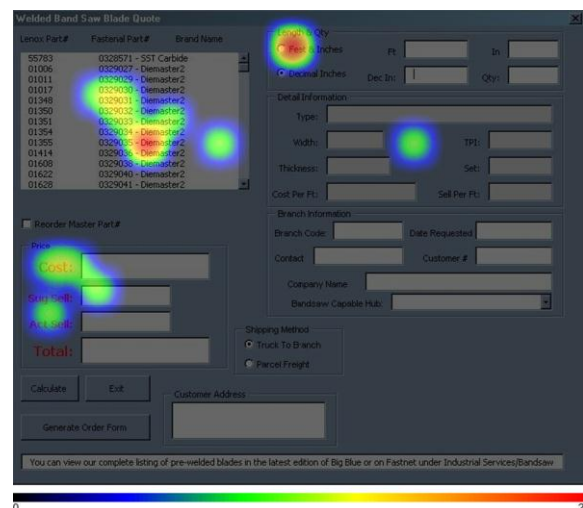 Welded Band Saw Blade Quote
Lenox Part# Fastenal Part# Brand Name
55783 0328571 - SST Carbide
01006 0329027 - Diemaster2
01011 0329029 - Diemaster2
01017 0329030 - Diemaster2
01348 0329031 - Diemaster2
01350 0329032 - Diemaster2
01351 0329033 - Diemaster2
01354 0329034 - Diemaster2
01355 0329035 - Diemaster2
01414 0329036 - Diemaster2
01608 0329038 - Diemaster2
01622 0329040 - Diemaster2
01628 0329041 - Diemaster2
Length & Qty
Feet & Inches Ft In
Decimal Inches Dec In: Qty:
Detail Information
Type:
Width: TPI:
Thickness: Set:
Cost Per Ft: Sell Per Ft:
Reorder Master Part#
Branch Information
Branch Code: Date Requested
Contact Customer #
Company Name
Bandsaw Capable Hub:
Price
Cost:
Sug Sell:
Act Sell:
Total:
Shipping Method
Truck To Branch
Parcel Freight
Calculate Exit
Generate Order Form
Customer Address
You can view our complete listing of pre-welded blades in the latest edition of Big Blue or on Fastnet under Industrial Services/Bandsaw
0